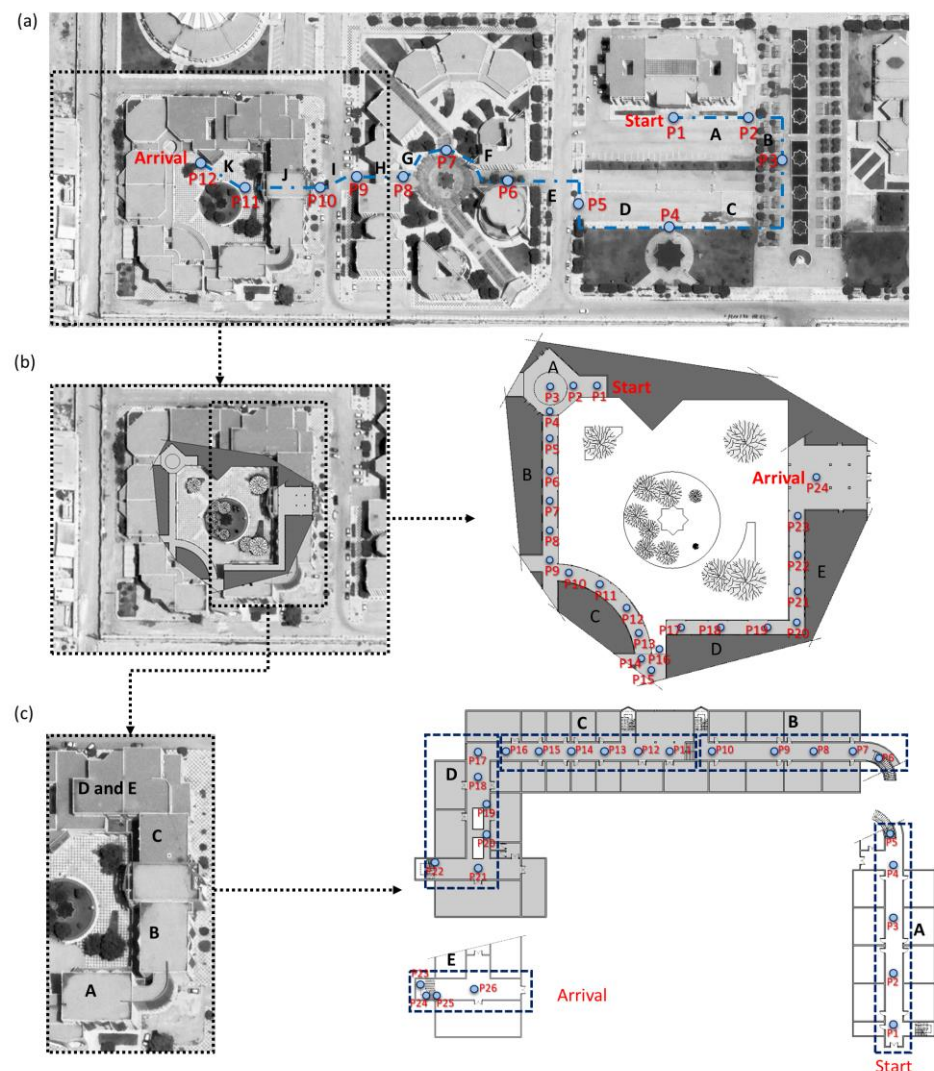 (a)
Start
P1
A
P2
B
P3
Arrival
K
P12
J
P11
I
P10
H
P9
G
P8
P7
F
P6
E
P5
D
P4
C
(b)
A
Start
P3
P2
P1
P4
P5
B
P6
P7
P8
P9
P10
P11
C
P12
P13
P14
P15
P16
P17
P18
P19
P20
D
P21
P22
E
P23
Arrival
P24
(c)
D and E
C
B
A
C
B
P16
P15
P14
P13
P12
P11
P10
P9
P8
P7
P6
P17
D
P18
P19
P20
P22
P21
P5
P4
P3
A
P2
P1
Start
E
P23
P24
P25
P26
Arrival